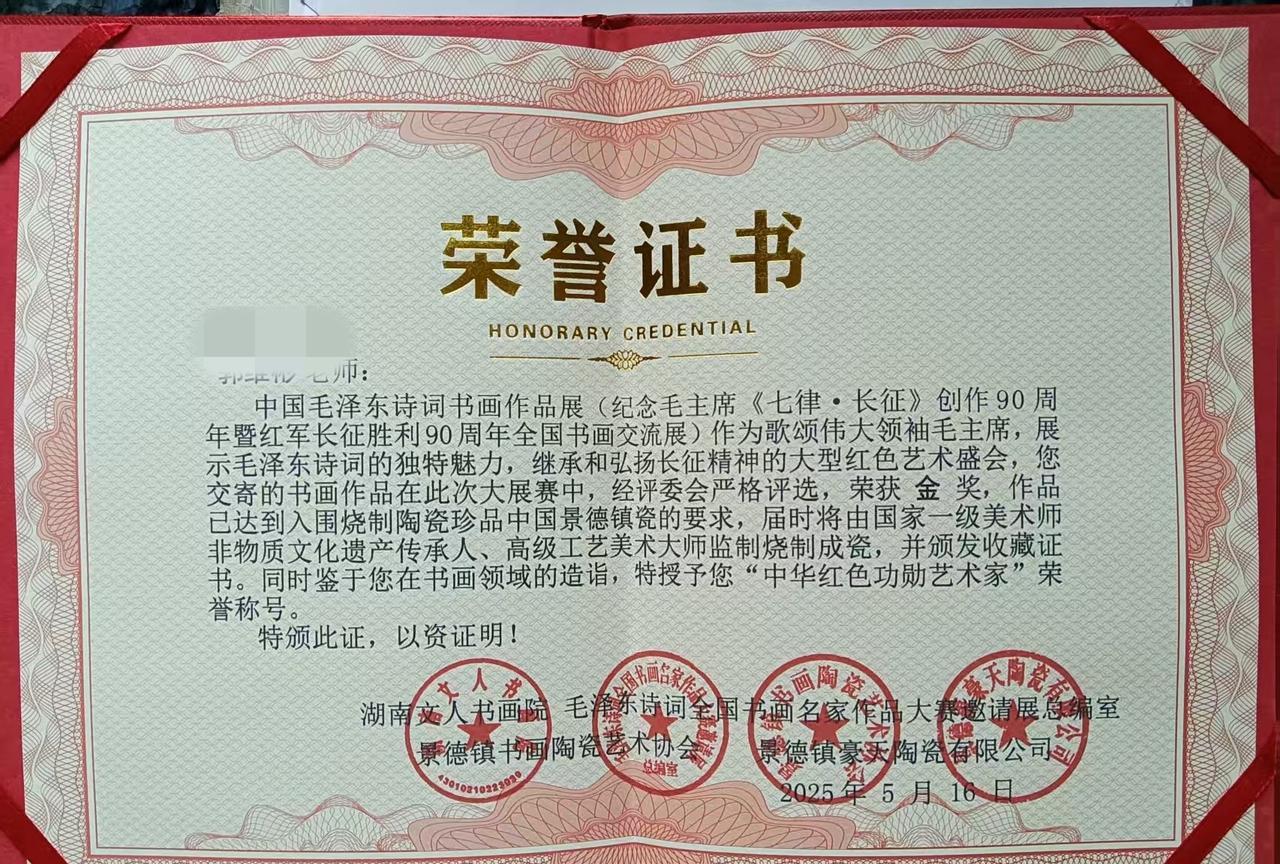 荣誉证书
HONORARY CREDENTIAL
老师：
中国毛泽东诗词书画作品展（纪念毛主席《七律·长征》创作90周
年暨红军长征胜利90周年全国书画交流展）作为歌颂伟大领袖毛主席，展
示毛泽东诗词的独特魅力，继承和弘扬长征精神的大型红色艺术盛会，您
交寄的书画作品在此次大展赛中，经评委会严格评选，荣获 金 奖，作品
已达到入围烧制陶瓷珍品中国景德镇瓷的要求，届时将由国家一级美术师
非物质文化遗产传承人、高级工艺美术大师监制烧制成瓷，并颁发收藏证
书。同时鉴于您在书画领域的造诣，特授予您“中华红色功勋艺术家”荣
誉称号。
特颁此证，以资证明！
湖南文人书画院 毛泽东诗词全国书画名家作品大赛邀请展总编室
景德镇书画陶瓷艺术协会 景德镇豪天陶瓷有限公司
2025年5月16日
43010210223020
总编室